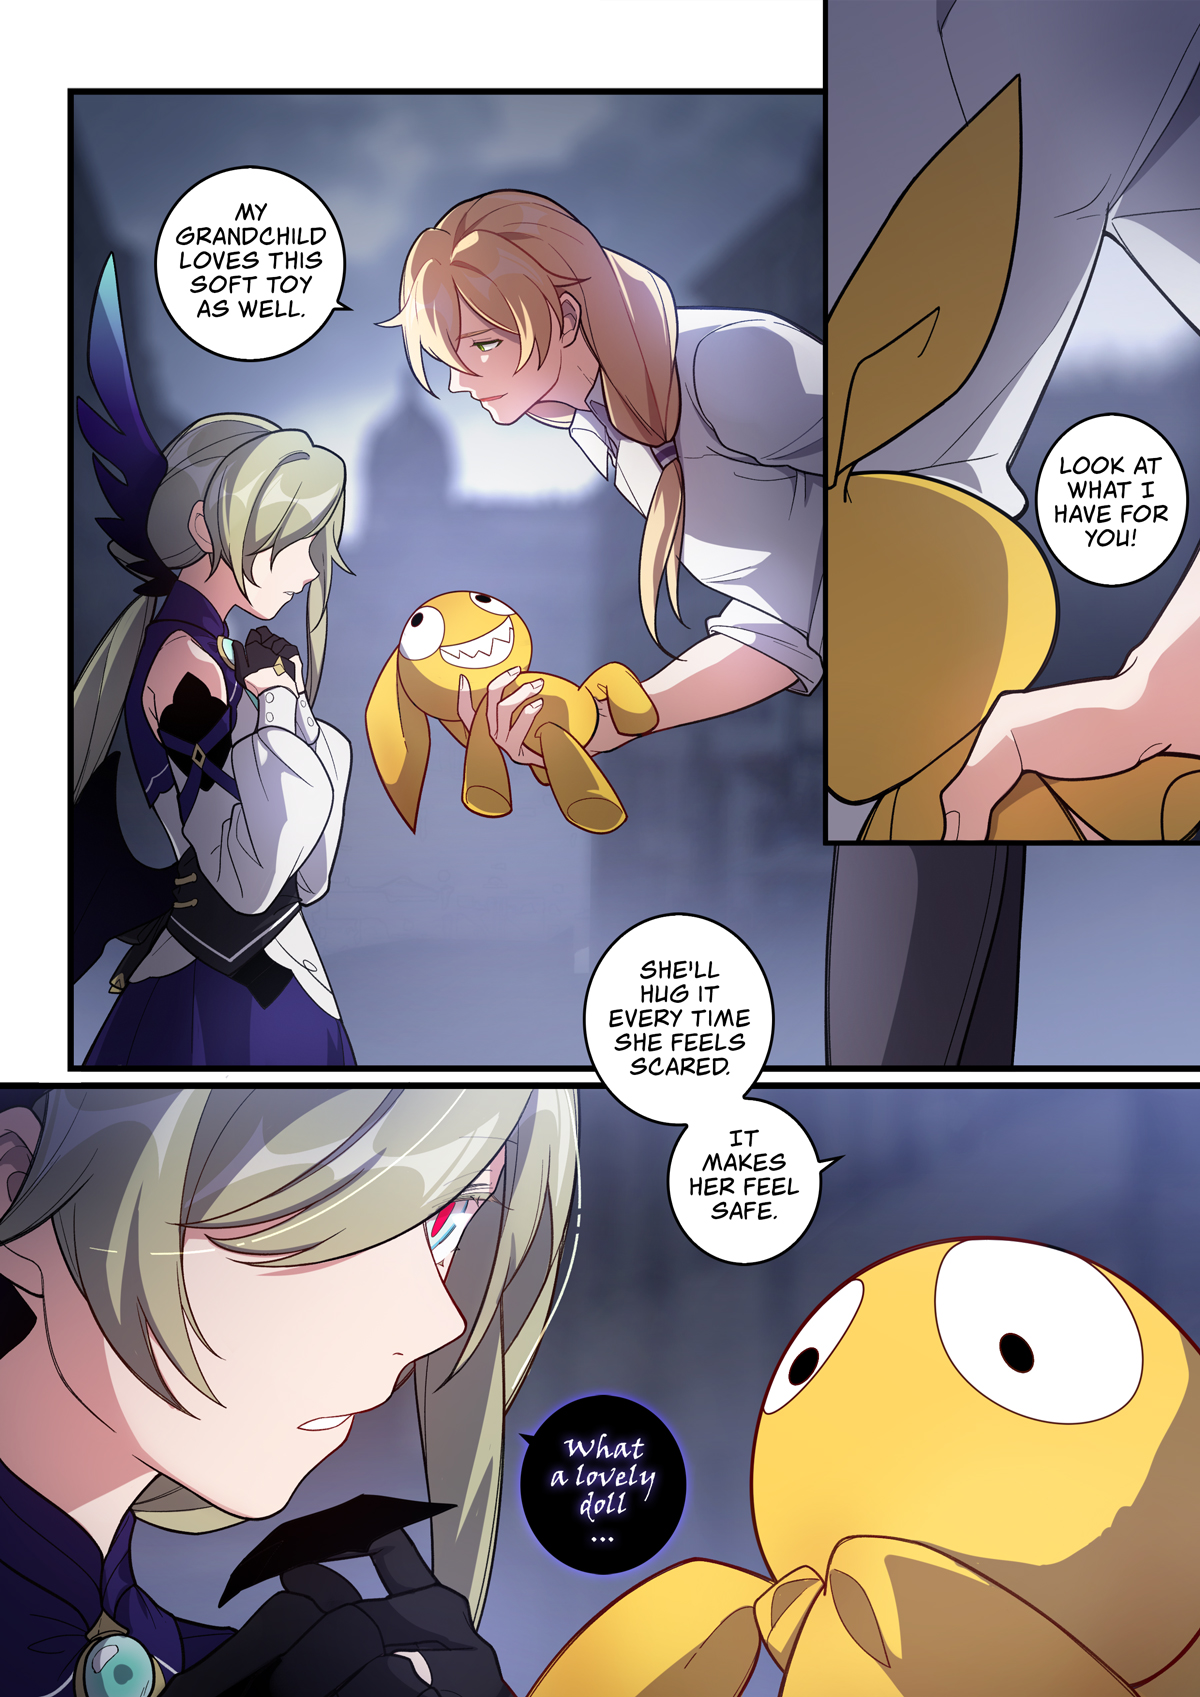 MY
GRANDCHILD
LOVES THIS
SOFT TOY
AS WELL.
LOOK AT
WHAT I
HAVE FOR
YOU!
SHE'LL
HUG IT
EVERY TIME
SHE FEELS
SCARED.
IT
MAKES
HER FEEL
SAFE.
What
a lovely
doll
...